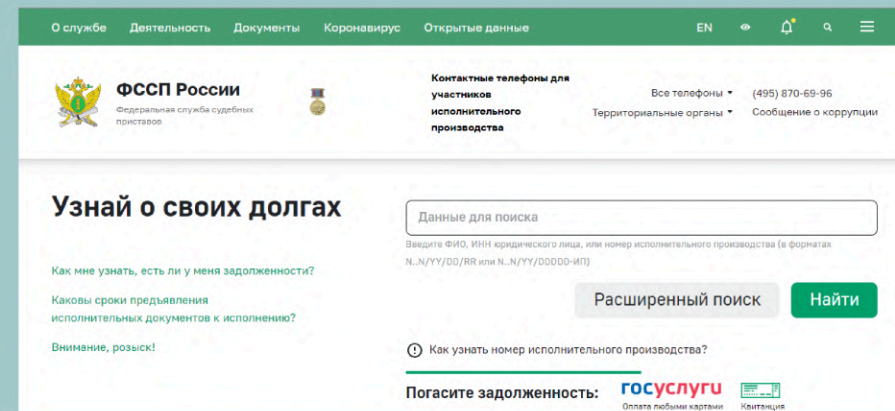 О службе Деятельность Документы Коронавирус Открытые данные EN
ФССП России
Федеральная служба судебных
приставов
Контактные телефоны для
участников
исполнительного
производства
Все телефоны
Территориальные органы
(495) 870-69-96
Сообщение о коррупции
Узнай о своих долгах
Как мне узнать, есть ли у меня задолженности?
Каковы сроки предъявления
исполнительных документов к исполнению?
Внимание, розыск!
Данные для поиска
Введите ФИО, ИНН юридического лица, или номер исполнительного производства (в форматах
N..N/YY/DD/RR или N..N/YY/DDDDD-ИП)
Расширенный поиск Найти
Как узнать номер исполнительного производства?
Погасите задолженность:
госуслуги
Оплата любыми картами
Квитанция